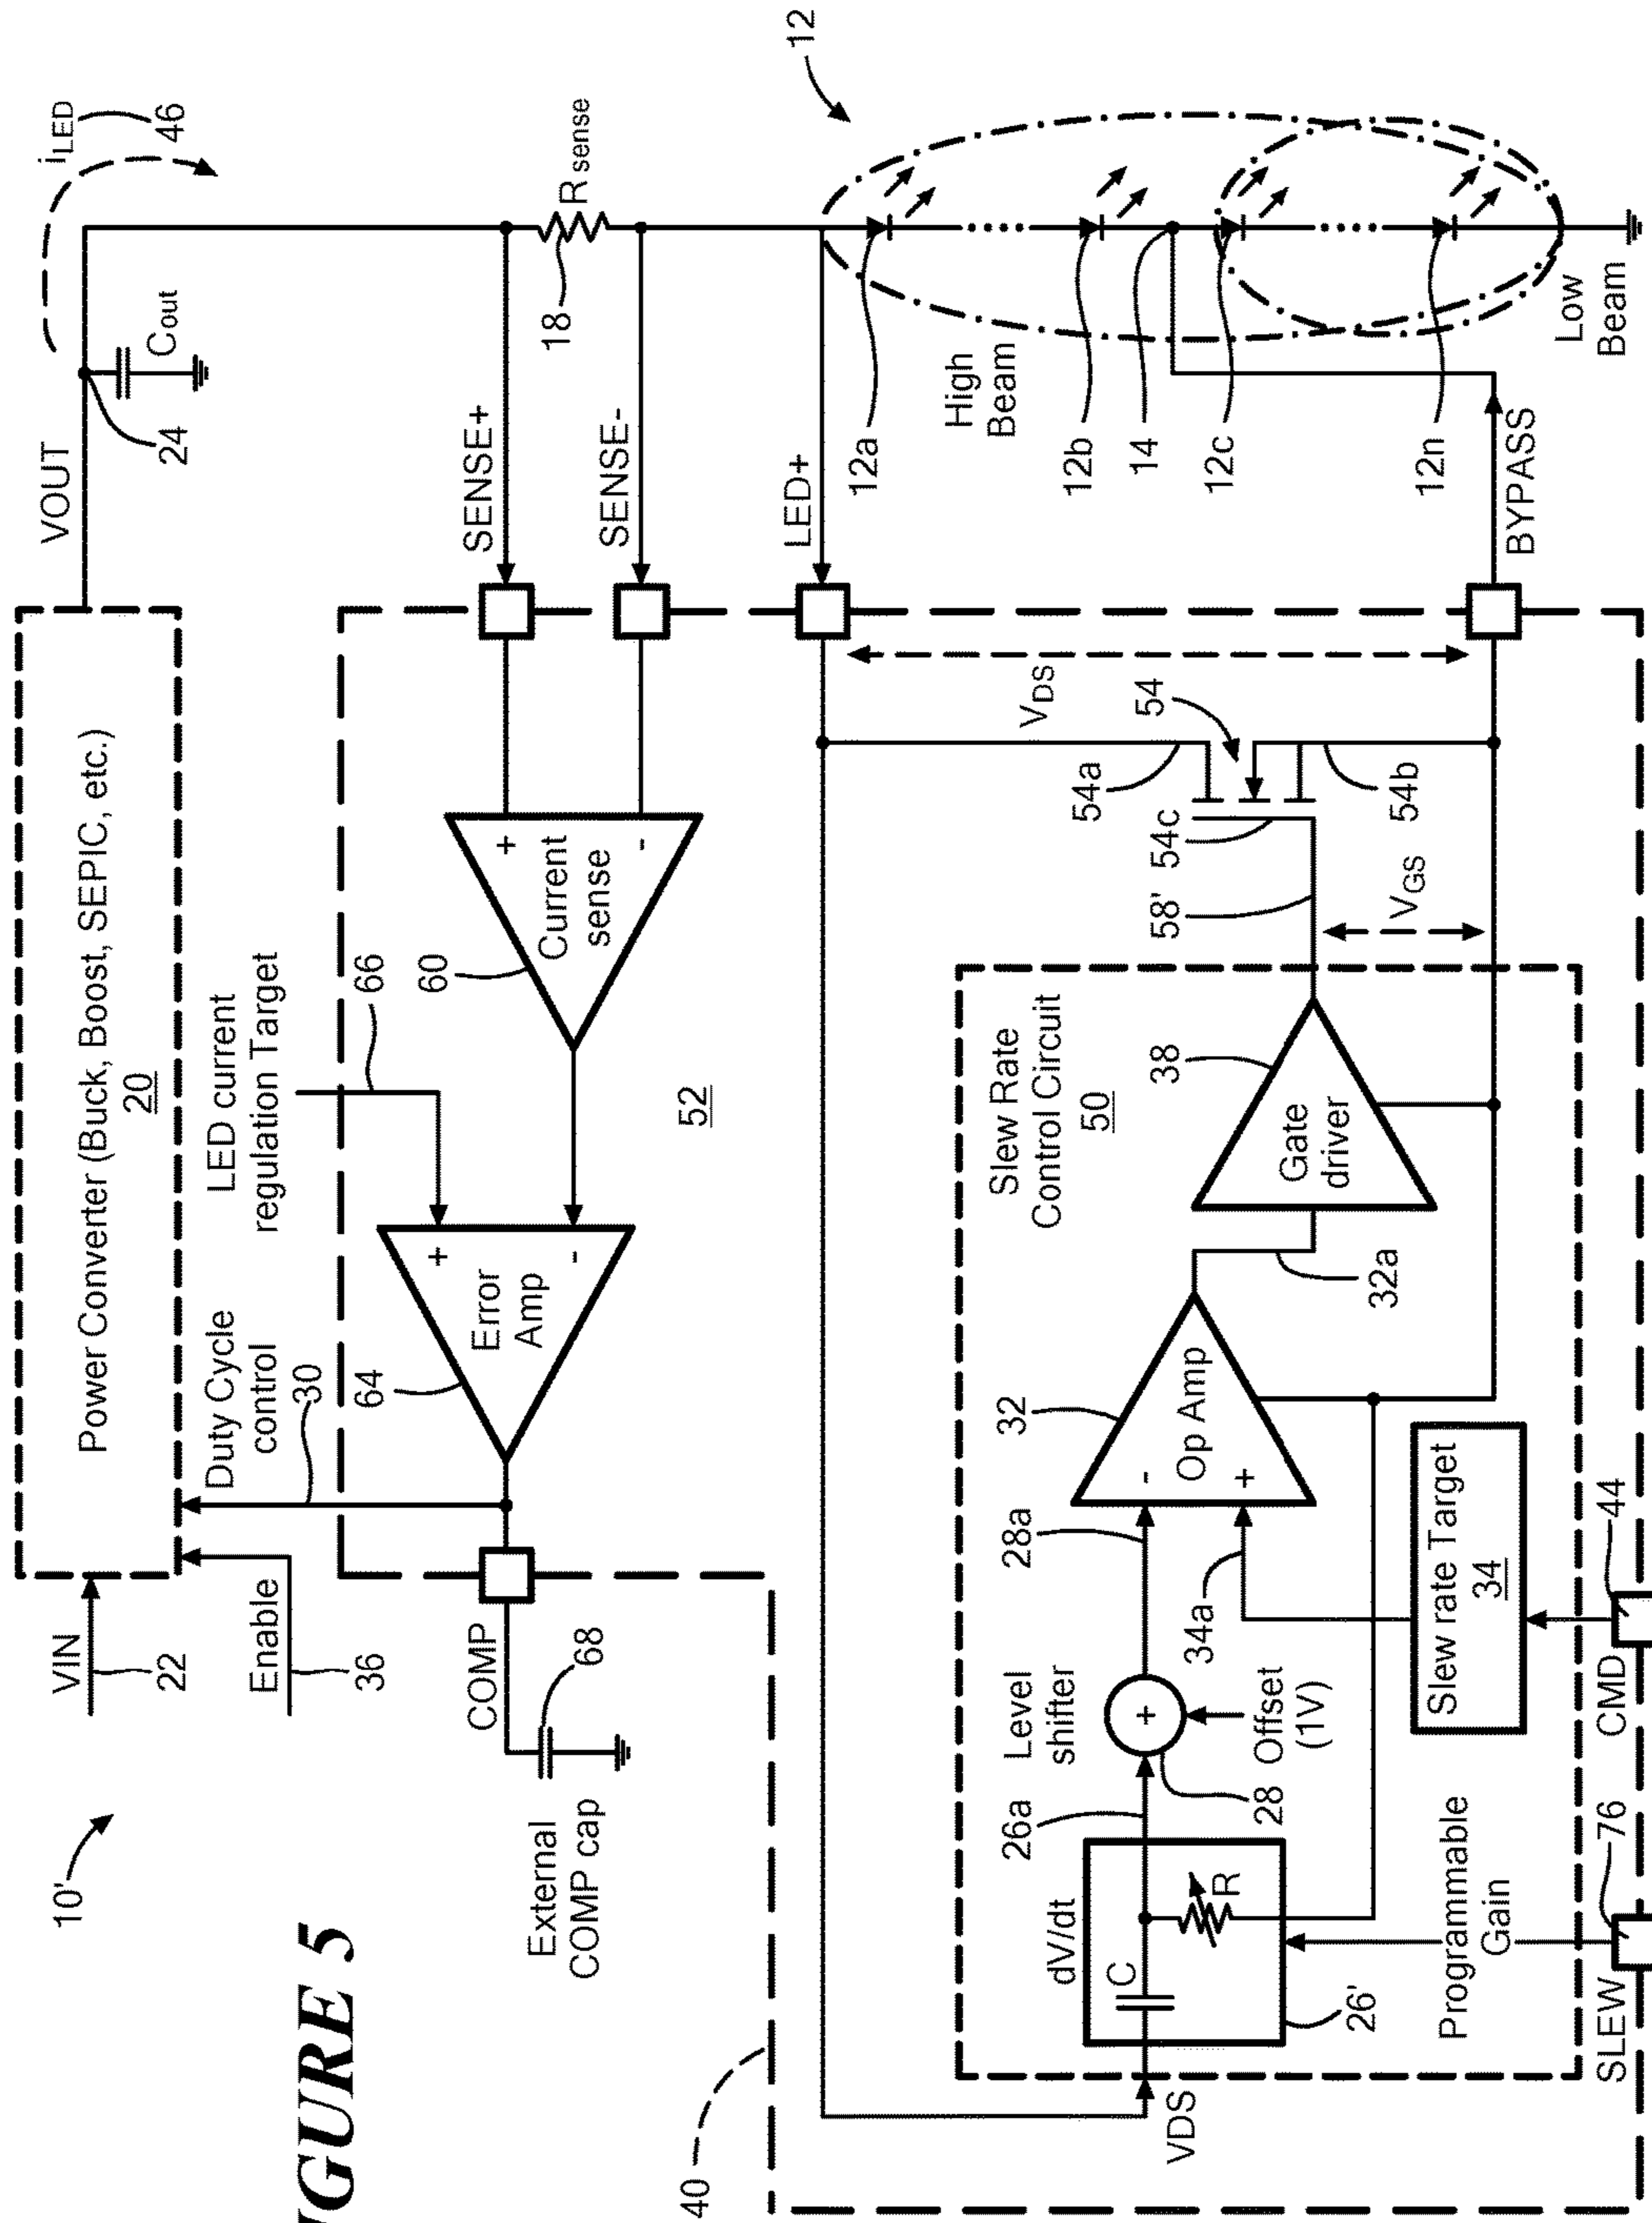 10'
VIN
22
Enable
36
Power Converter (Buck, Boost, SEPIC, etc.)
20
VOUT
24
Cout
iLED
46
Duty Cycle
control
30
LED current
regulation Target
66
COMP
68
External
COMP cap
64
Error
Amp
+
-
60
Current
sense
+
-
52
SENSE+
SENSE-
18
Rsense
LED+
12
12a
High
Beam
12b
14
12c
12n
Low
Beam
BYPASS
40
VDS
54
54a
54b
54c
58'
VGS
VDS
Slew Rate
Control Circuit
50
dV/dt
C
R
26'
26a
Level
shifter
+
28
Offset
(1V)
28a
34a
32
-
Op Amp
+
32a
38
Gate
driver
Slew rate Target
34
Programmable
Gain
SLEW
76
CMD
44
IGURE 5